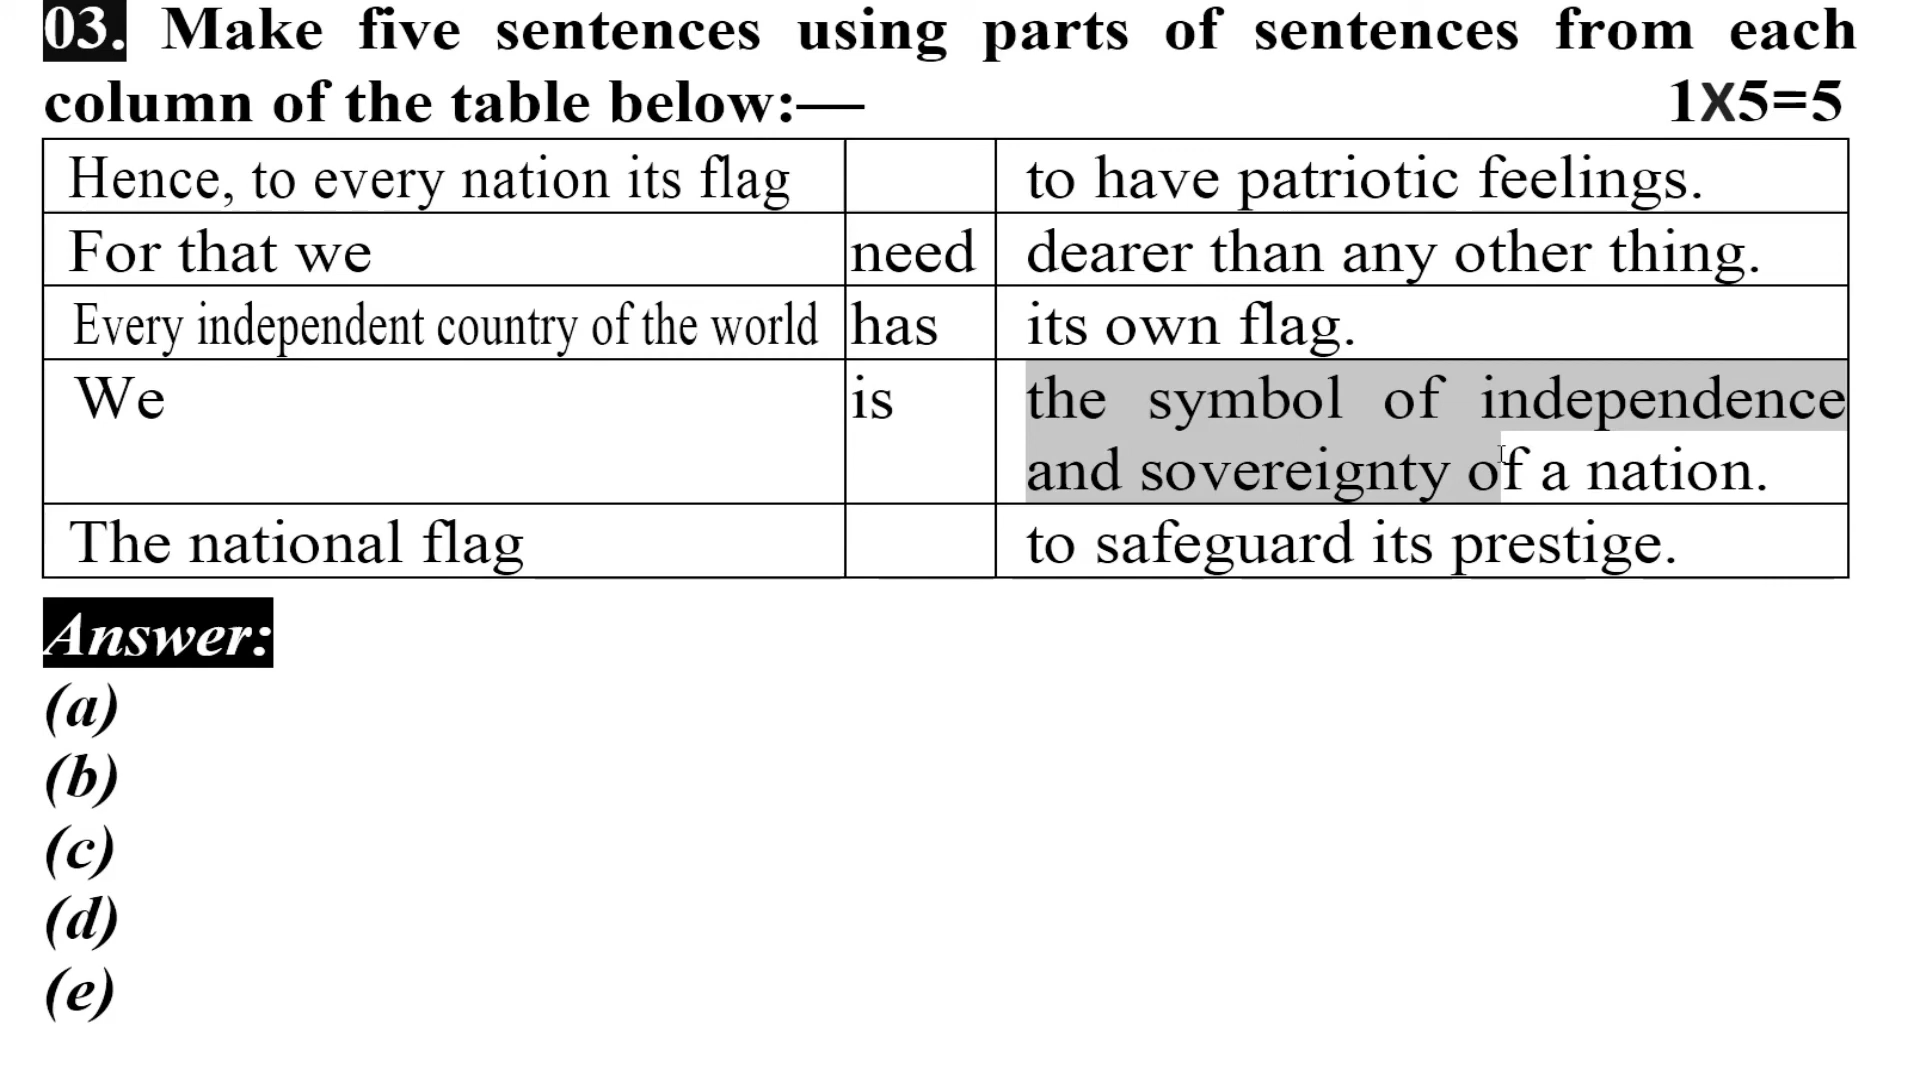 03. Make five sentences using parts of sentences from each
column of the table below:— 1X5=5
Hence, to every nation its flag to have patriotic feelings.
For that we need dearer than any other thing.
Every independent country of the world has its own flag.
We is the symbol of independence
and sovereignty of a nation.
The national flag to safeguard its prestige.
Answer:
(a)
(b)
(c)
(d)
(e)